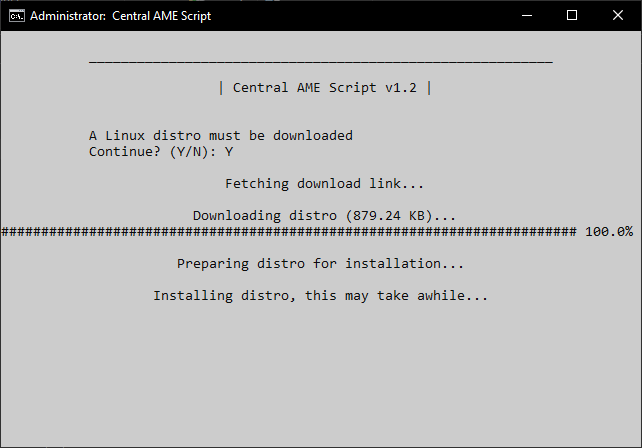 Administrator: Central AME Script
| Central AME Script v1.2 |
A Linux distro must be downloaded
Continue? (Y/N): Y
Fetching download link...
Downloading distro (879.24 KB)...
######################################################################## 100.0%
Preparing distro for installation...
Installing distro, this may take awhile...